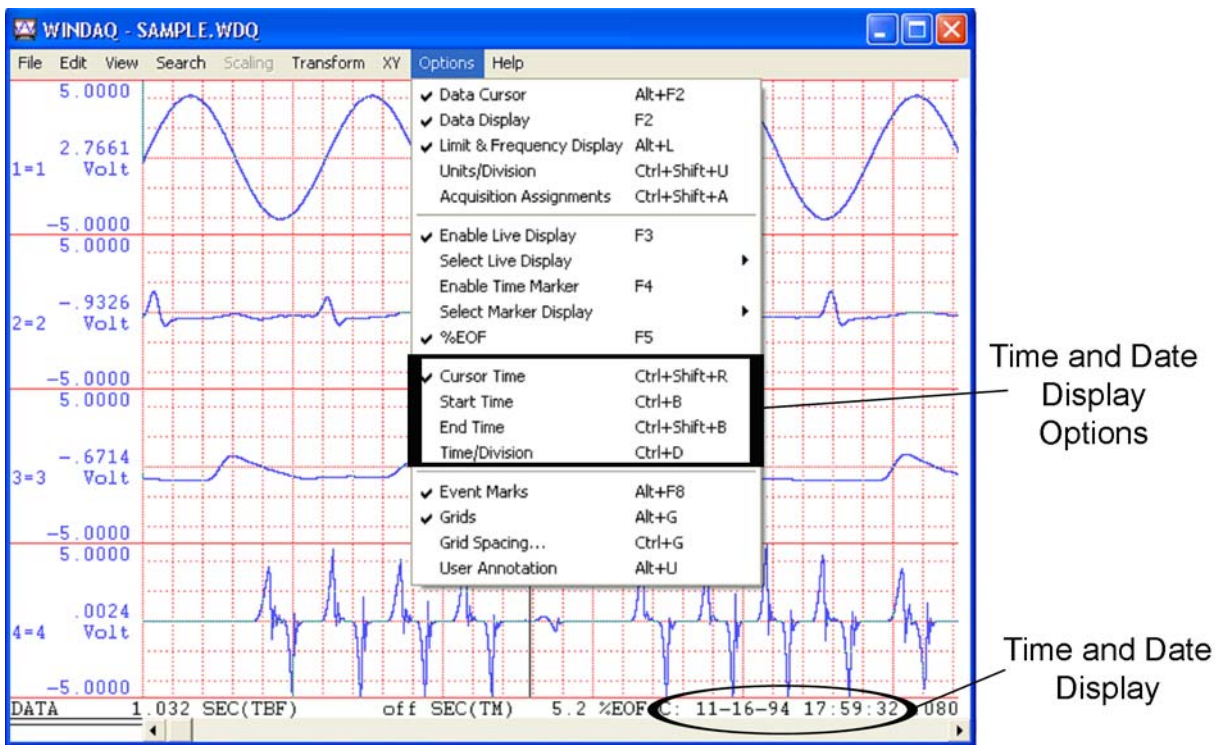 WINDAQ - SAMPLE.WDQ
File Edit View Search Scaling Transform XY Options Help
5.0000
2.7661
1=1 Volt
-5.0000
5.0000
-.9326
2=2 Volt
-5.0000
5.0000
-.6714
3=3 Volt
-5.0000
5.0000
.0024
4=4 Volt
-5.0000
Data Cursor Alt+F2
Data Display F2
Limit & Frequency Display Alt+L
Units/Division Ctrl+Shift+U
Acquisition Assignments Ctrl+Shift+A
Enable Live Display F3
Select Live Display
Enable Time Marker F4
Select Marker Display
%EOF F5
Cursor Time Ctrl+Shift+R
Start Time Ctrl+B
End Time Ctrl+Shift+B
Time/Division Ctrl+D
Event Marks Alt+F8
Grids Alt+G
Grid Spacing... Ctrl+G
User Annotation Alt+U
Time and Date
Display
Options
Time and Date
Display
DATA 1.032 SEC(TBF) off SEC(TM) 5.2 %EOF C: 11-16-94 17:59:32 080